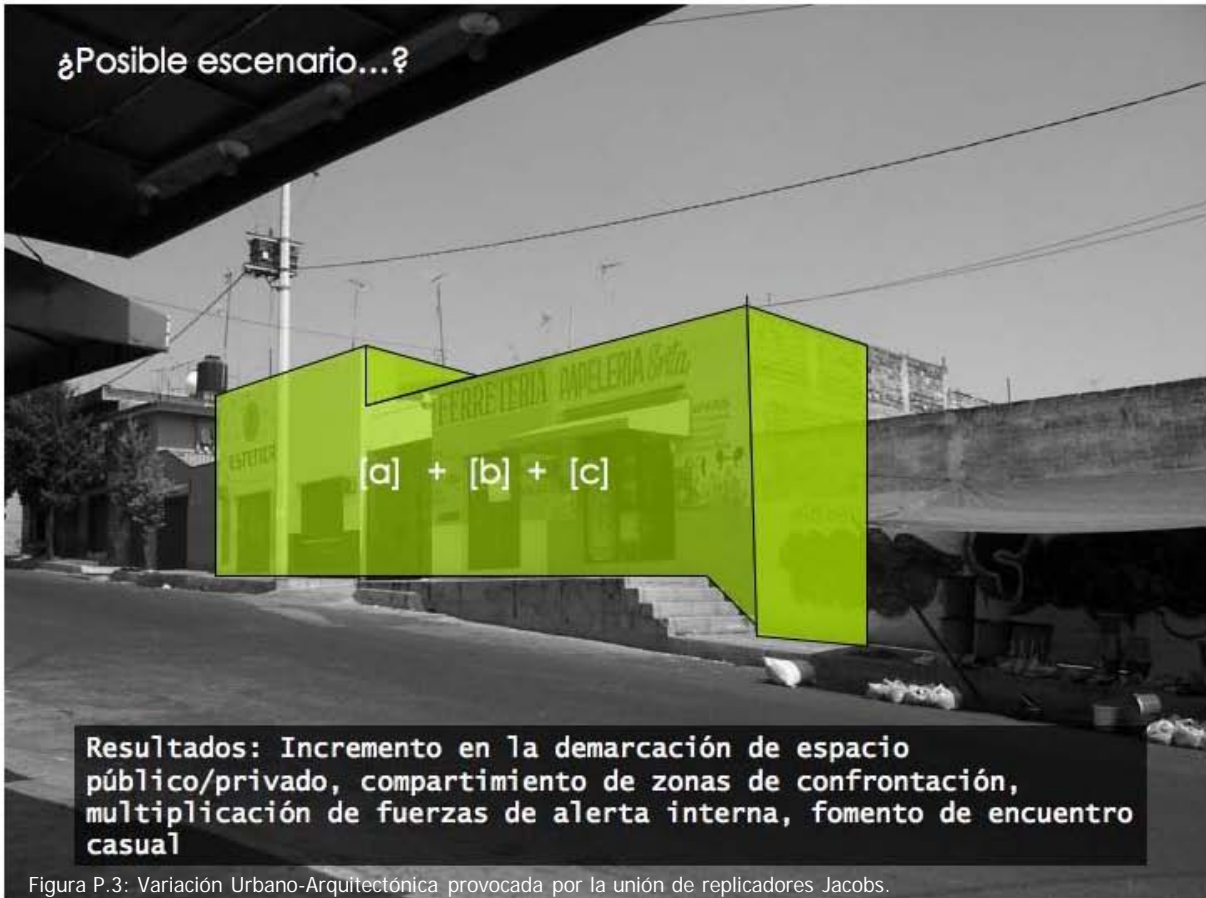 ¿Posible escenario...?
FERRETERIA PAPELERIA
ESTETICA
[a] + [b] + [c]
Resultados: Incremento en la demarcación de espacio
público/privado, compartimiento de zonas de confrontación,
multiplicación de fuerzas de alerta interna, fomento de encuentro
casual
Figura P.3: Variación Urbano-Arquitectónica provocada por la unión de replicadores Jacobs.